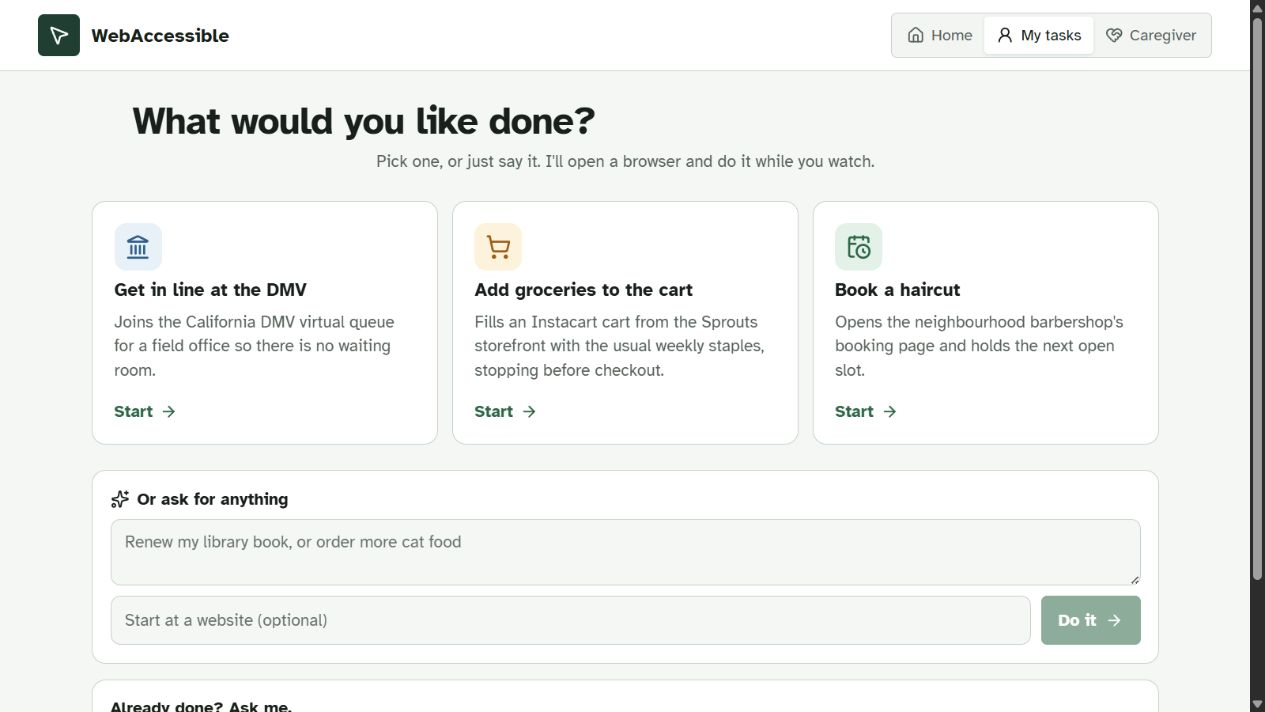 WebAccessible
Home
My tasks
Caregiver
What would you like done?
Pick one, or just say it. I'll open a browser and do it while you watch.
Get in line at the DMV
Joins the California DMV virtual queue
for a field office so there is no waiting
room.
Start
Add groceries to the cart
Fills an Instacart cart from the Sprouts
storefront with the usual weekly staples,
stopping before checkout.
Start
Book a haircut
Opens the neighbourhood barbershop's
booking page and holds the next open
slot.
Start
Or ask for anything
Renew my library book, or order more cat food
Start at a website (optional)
Do it
Already done? Ask me.